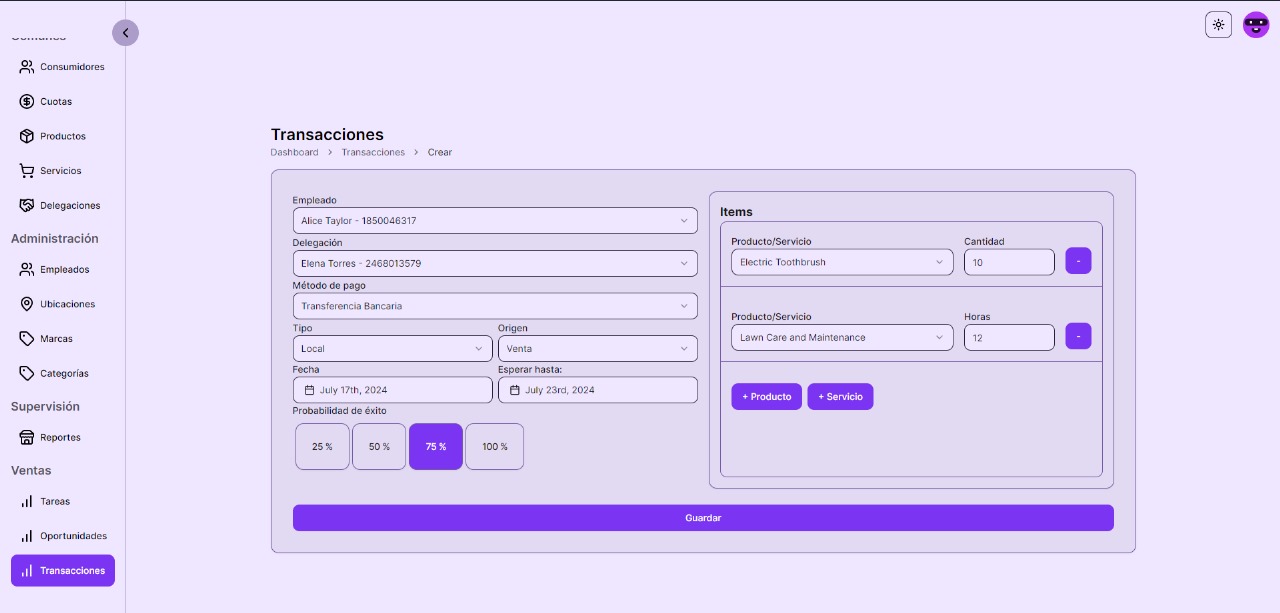 Consumidores
Cuotas
Productos
Servicios
Delegaciones
Administración
Empleados
Ubicaciones
Marcas
Categorías
Supervisión
Reportes
Ventas
Tareas
Oportunidades
Transacciones
Transacciones
Dashboard > Transacciones > Crear
Empleado
Alice Taylor - 1850046317
Delegación
Elena Torres - 2468013579
Método de pago
Transferencia Bancaria
Tipo Origen
Local Venta
Fecha Esperar hasta:
July 17th, 2024 July 23rd, 2024
Probabilidad de éxito
25 % 50 % 75 % 100 %
Items
Producto/Servicio Cantidad
Electric Toothbrush 10 -
Producto/Servicio Horas
Lawn Care and Maintenance 12 -
+ Producto + Servicio
Guardar